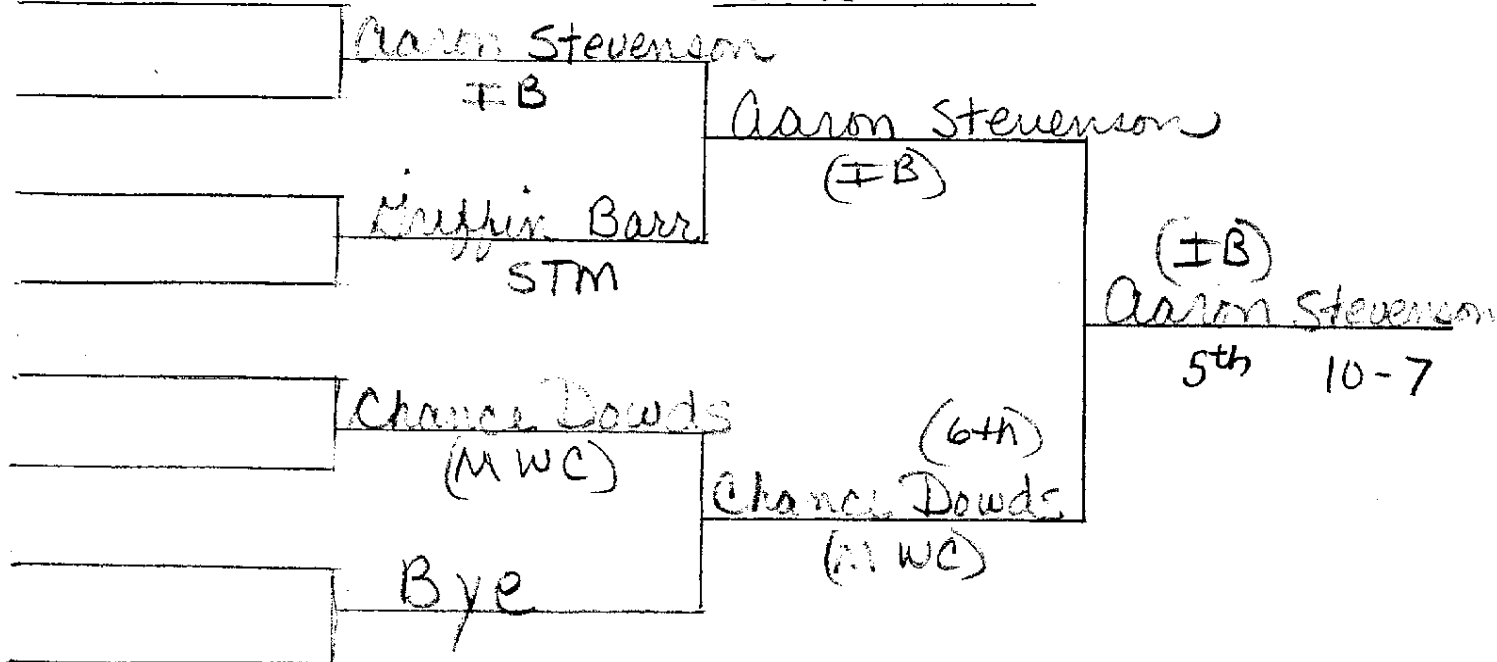 Aaron Stevenson
IB
Aaron Stevenson
(IB)
Griffin Barr
STM
(IB)
Aaron Stevenson
5th 10-7
Chance Dowds
(MWC)
(6th)
Chance Dowds
(MWC)
Bye